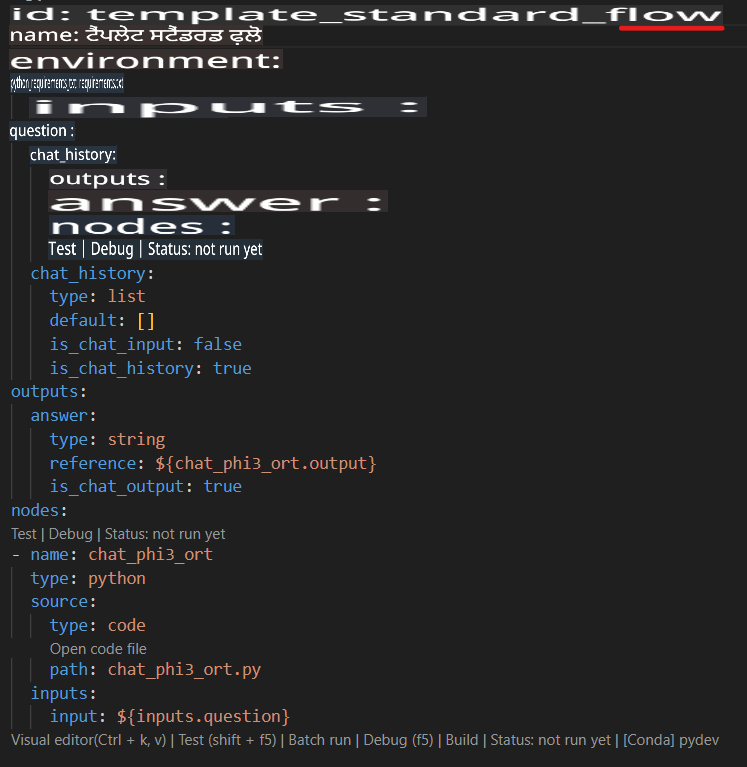 id: template_standard_flow
name: ਟੈਂਪਲੇਟ ਸਟੈਂਡਰਡ ਫ਼ਲੋ
environment:
python_requirements_txt: requirements.txt
inputs :
question :
chat_history:
outputs :
answer :
nodes :
Test | Debug | Status: not run yet
chat_history:
type: list
default: []
is_chat_input: false
is_chat_history: true
outputs:
answer:
type: string
reference: ${chat_phi3_ort.output}
is_chat_output: true
nodes:
Test | Debug | Status: not run yet
- name: chat_phi3_ort
type: python
source:
type: code
Open code file
path: chat_phi3_ort.py
inputs:
input: ${inputs.question}
Visual editor(Ctrl + k, v) | Test (shift + f5) | Batch run | Debug (f5) | Build | Status: not run yet | [Conda] pydev